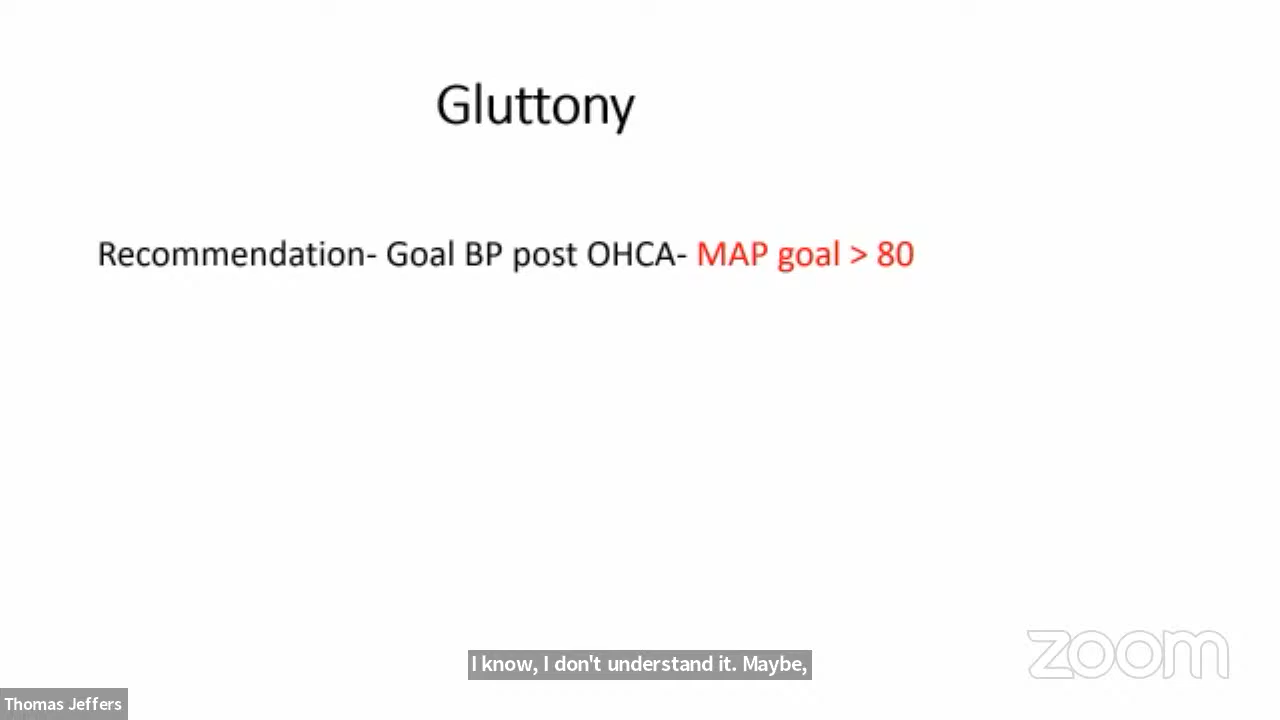 Gluttony
Recommendation- Goal BP post OHCA- MAP goal > 80
I know, I don't understand it. Maybe,
zoom
Thomas Jeffers